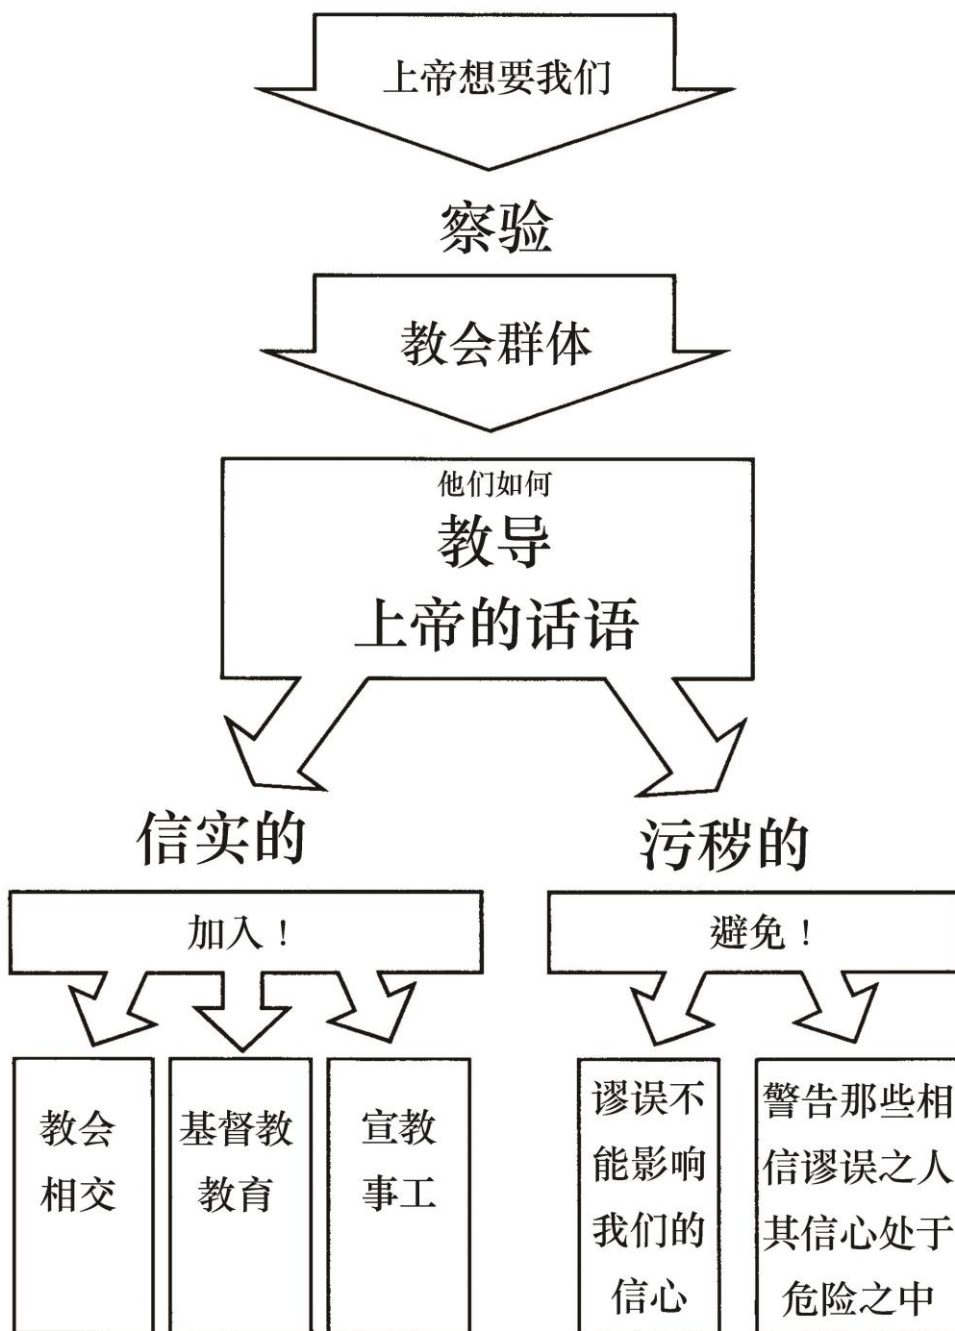 上帝想要我们
察验
教会群体
他们如何
教导
上帝的话语
信实的
污秽的
加入！
避免！
教会
相交
基督教
教育
宣教
事工
谬误不
能影响
我们的
信心
警告那些相
信谬误之人
其信心处于
危险之中